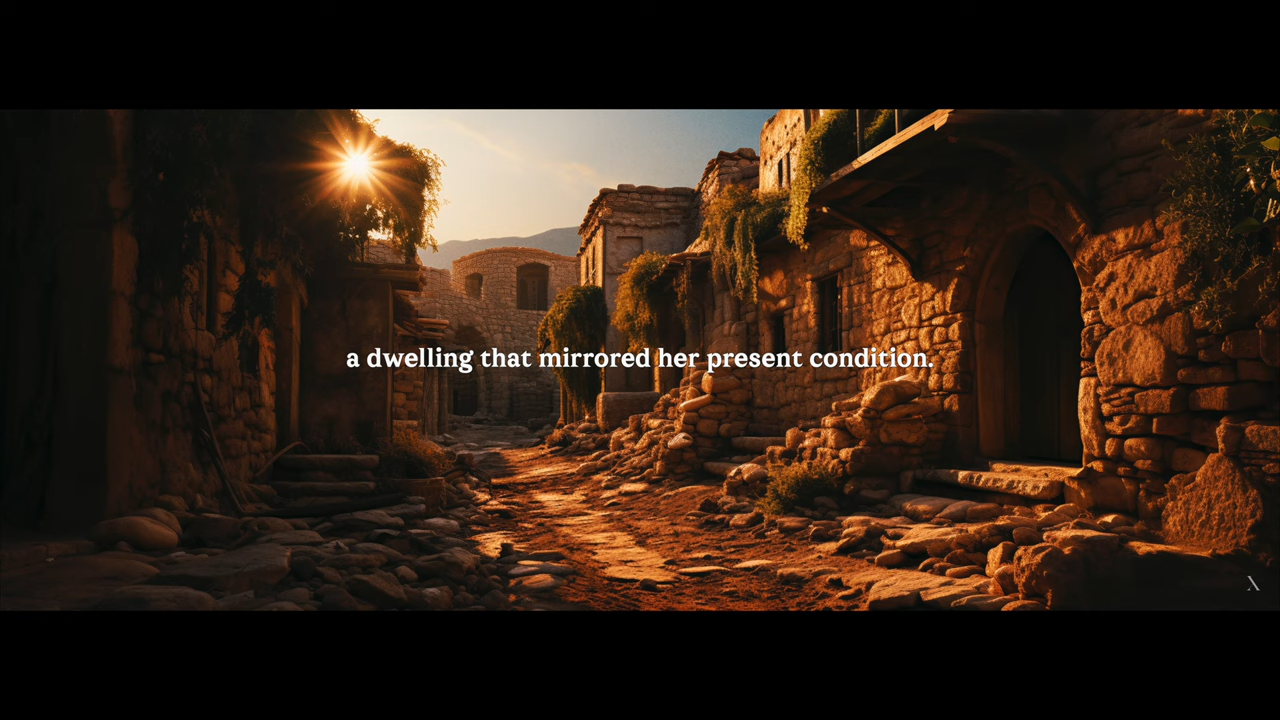 a dwelling that mirrored her present condition.
X